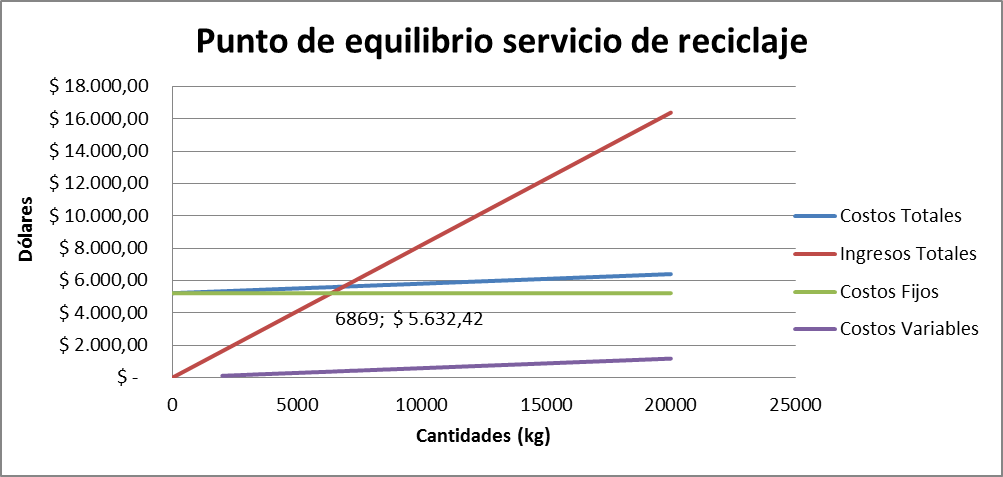 Punto de equilibrio servicio de reciclaje
$ 18.000,00
$ 16.000,00
$ 14.000,00
$ 12.000,00
$ 10.000,00
$ 8.000,00
$ 6.000,00
$ 4.000,00
$ 2.000,00
$ -
Dólares
6869; $ 5.632,42
0 5000 10000 15000 20000 25000
Cantidades (kg)
Costos Totales
Ingresos Totales
Costos Fijos
Costos Variables